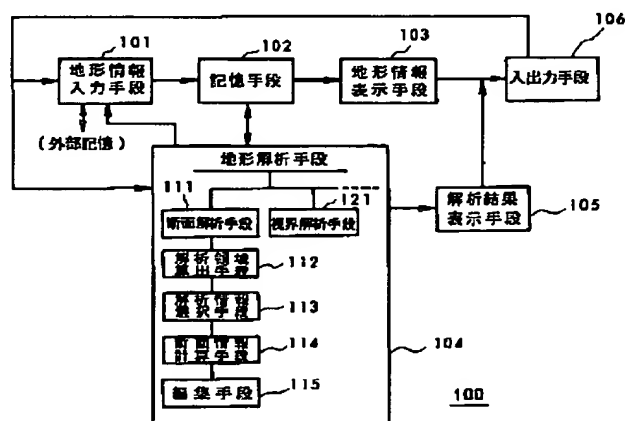 101
102
103
106
地形情報
入力手段
記憶手段
地形情報
表示手段
入出力手段
(外部記憶)
地形解析手段
111
121
断面解析手段
視界解析手段
解析結果
表示手段
105
解析領域
算出手段
112
解析情報
選択手段
113
断面情報
計算手段
114
104
編集手段
115
100